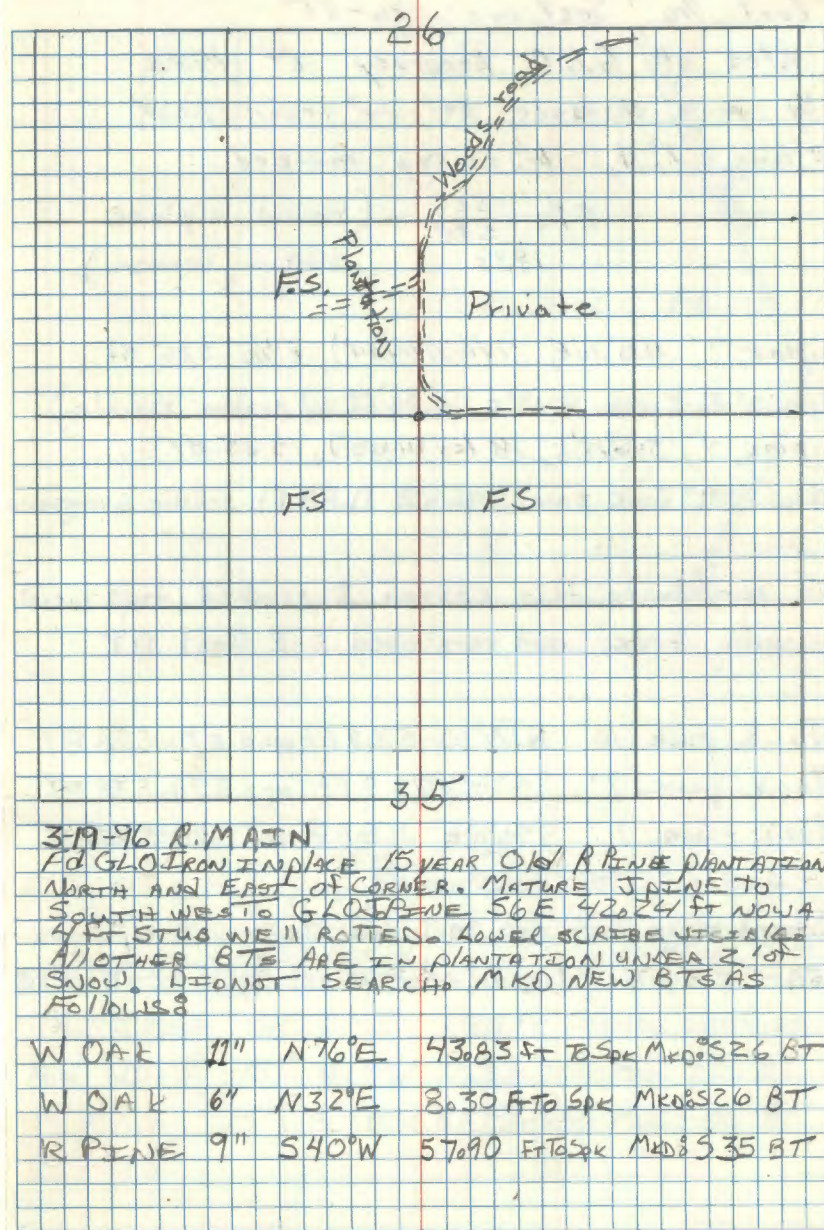 26
Woods road
Plantation
F.S.
Private
FS FS
35
3-19-96 R. MAIN
Fd GLO Iron INplace 15 YEAR Old R PINE PlANTATION
NORTH AND EAST of CORNER. MATURE J PINE TO
SOUTH WEST. GLO J PINE S6E 42.24 ft NOW A
4 FT STUB WEll ROTTED. LOWER SCRIBE VISIBLE.
All OTHER BTS ARE IN PlANTATION UNDER 2' of
SNOW. DID NOT SEARCH. MKD NEW BTS AS
Follows:
W OAK 11" N76°E 43.83 ft To Spk MKD: S26 BT
W OAK 6" N32°E 8.30 Ft To Spk MKD: S26 BT
R PINE 9" S40°W 57.90 Ft To Spk MKD: S35 BT